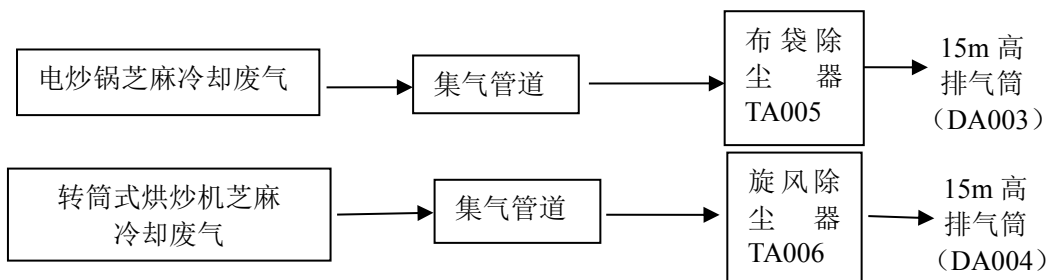 电炒锅芝麻冷却废气
集气管道
布袋除
尘器
TA005
15m 高
排气筒
（DA003）
转筒式烘炒机芝麻
冷却废气
集气管道
旋风除
尘器
TA006
15m 高
排气筒
（DA004）